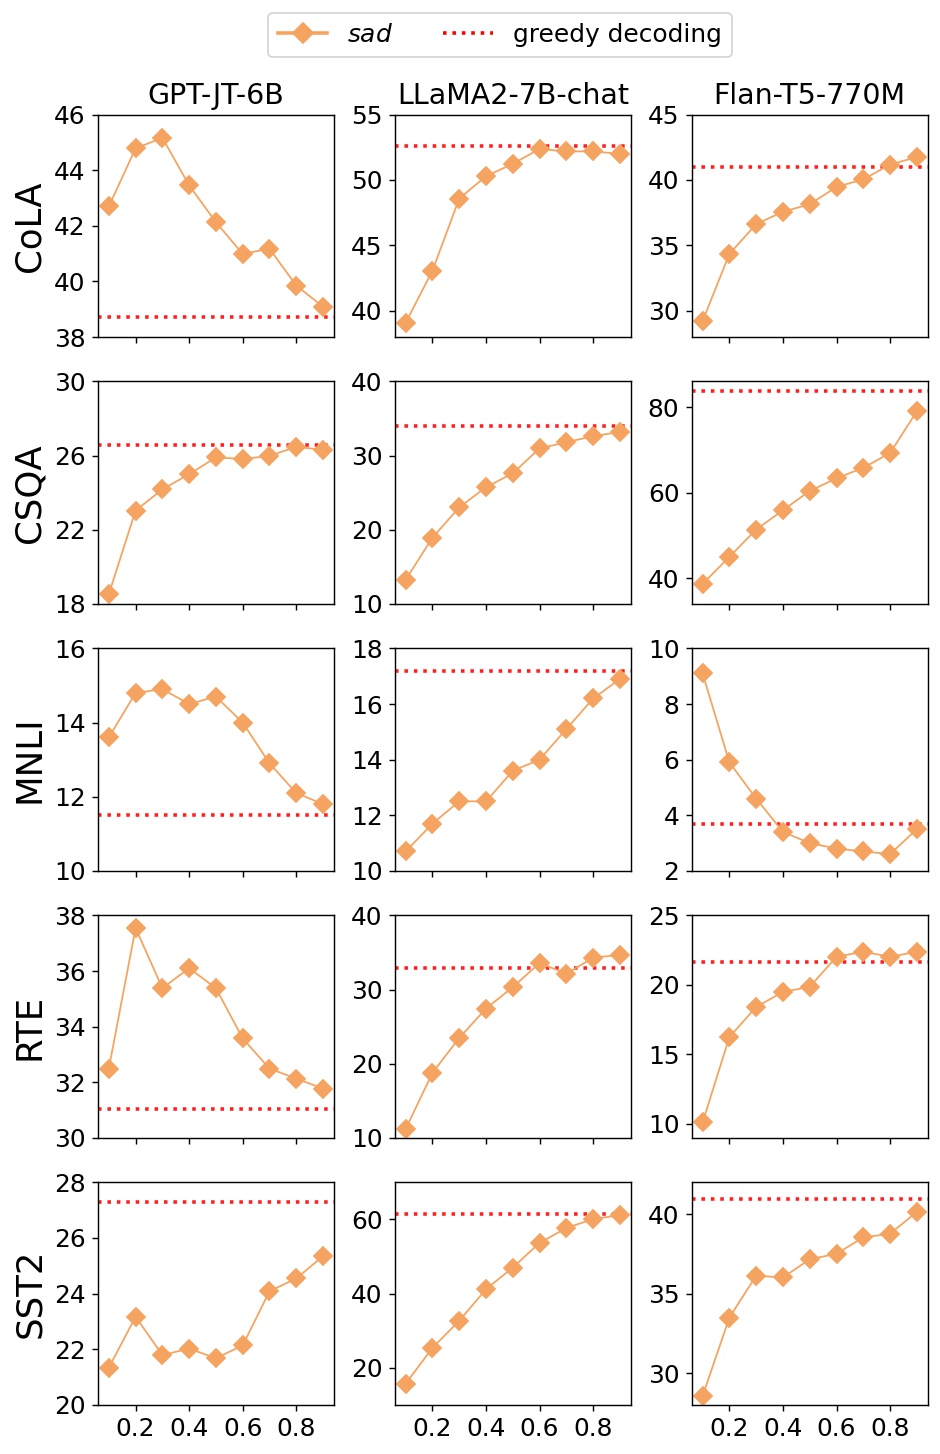 sad greedy decoding
GPT-JT-6B LLaMA2-7B-chat Flan-T5-770M
CoLA
46 44 42 40 38
55 50 45 40
45 40 35 30
CSQA
30 26 22 18
40 30 20 10
80 60 40
MNLI
16 14 12 10
18 16 14 12 10
10 8 6 4 2
RTE
38 36 34 32 30
40 30 20 10
25 20 15 10
SST2
28 26 24 22 20
60 40 20
40 35 30
0.2 0.4 0.6 0.8 0.2 0.4 0.6 0.8 0.2 0.4 0.6 0.8